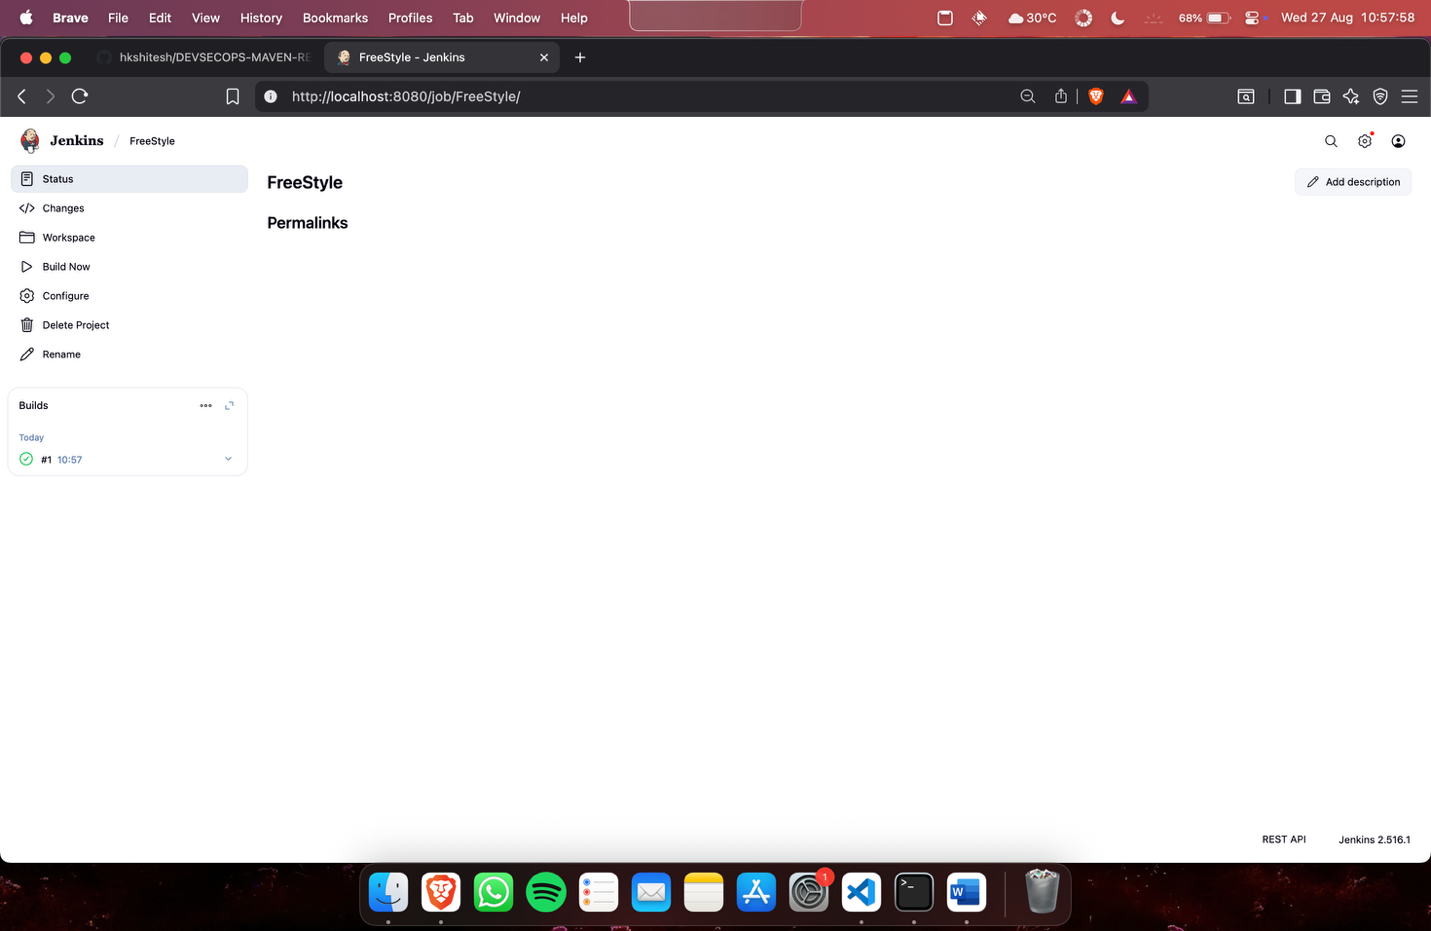 Brave File Edit View History Bookmarks Profiles Tab Window Help 30°C 68% Wed 27 Aug 10:57:58
hkshitesh/DEVSECOPS-MAVEN-RE FreeStyle - Jenkins
http://localhost:8080/job/FreeStyle/
Jenkins / FreeStyle
Status
Changes
Workspace
Build Now
Configure
Delete Project
Rename
Builds
Today
#1 10:57
FreeStyle
Add description
Permalinks
REST API Jenkins 2.516.1
1
>_
W